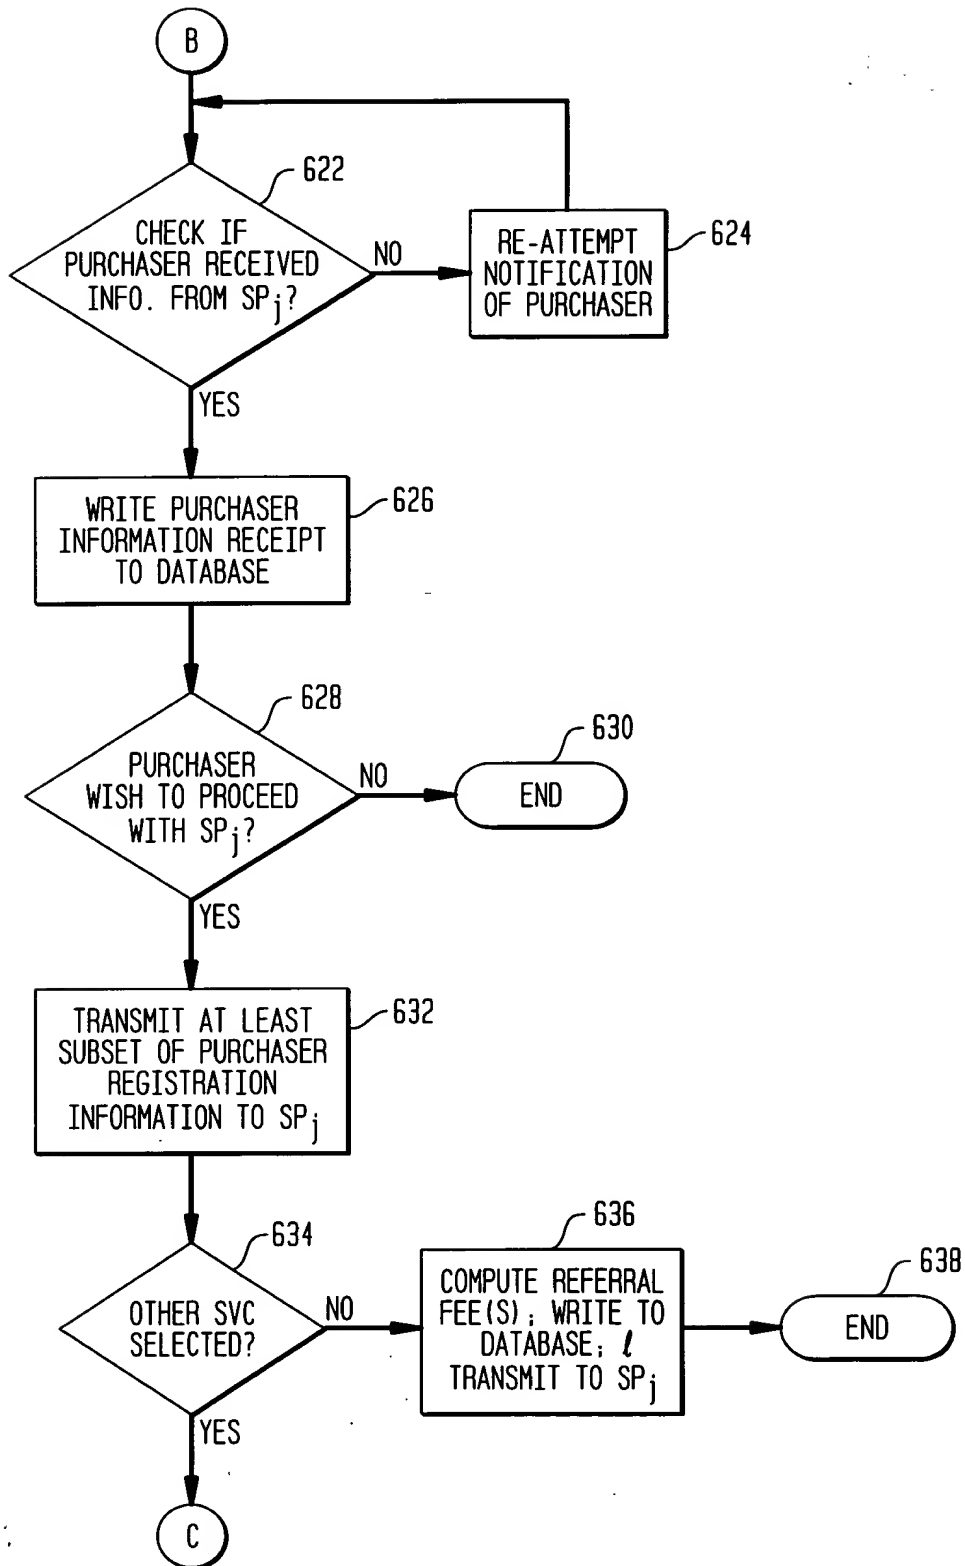 B
622
CHECK IF
PURCHASER RECEIVED
INFO. FROM SPj?
NO
RE-ATTEMPT
NOTIFICATION
OF PURCHASER
624
YES
WRITE PURCHASER
INFORMATION RECEIPT
TO DATABASE
626
628
PURCHASER
WISH TO PROCEED
WITH SPj?
NO
630
END
YES
TRANSMIT AT LEAST
SUBSET OF PURCHASER
REGISTRATION
INFORMATION TO SPj
632
634
OTHER SVC
SELECTED?
NO
636
COMPUTE REFERRAL
FEE(S); WRITE TO
DATABASE; ℓ
TRANSMIT TO SPj
638
END
YES
C